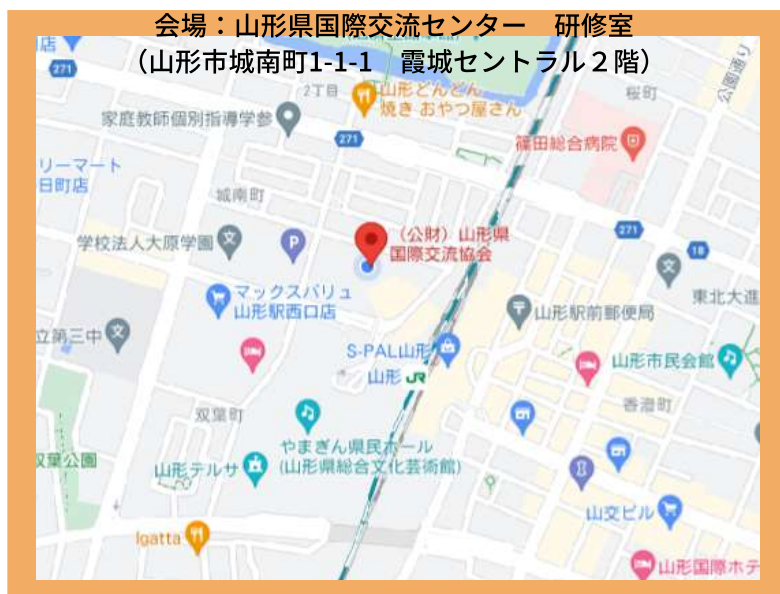 会場：山形県国際交流センター　研修室
（山形市城南町1-1-1　霞城セントラル２階）
店
271
2丁目
山形どんどん
焼き おやつ屋さん
公園通り
桜町
家庭教師個別指導学参
271
篠田総合病院
リーマート
日町店
城南町
（公財）山形県
国際交流協会
271
18
学校法人大原学園
文
P
文
マックスバリュ
山形駅西口店
東北大進
山形駅前郵便局
立第三中
文
S-PAL山形
山形 JR
山形市民会館
双葉町
香澄町
やまぎん県民ホール
(山形県総合文化芸術館)
双葉公園
山形テルサ
山交ビル
Igatta
山形国際ホテ